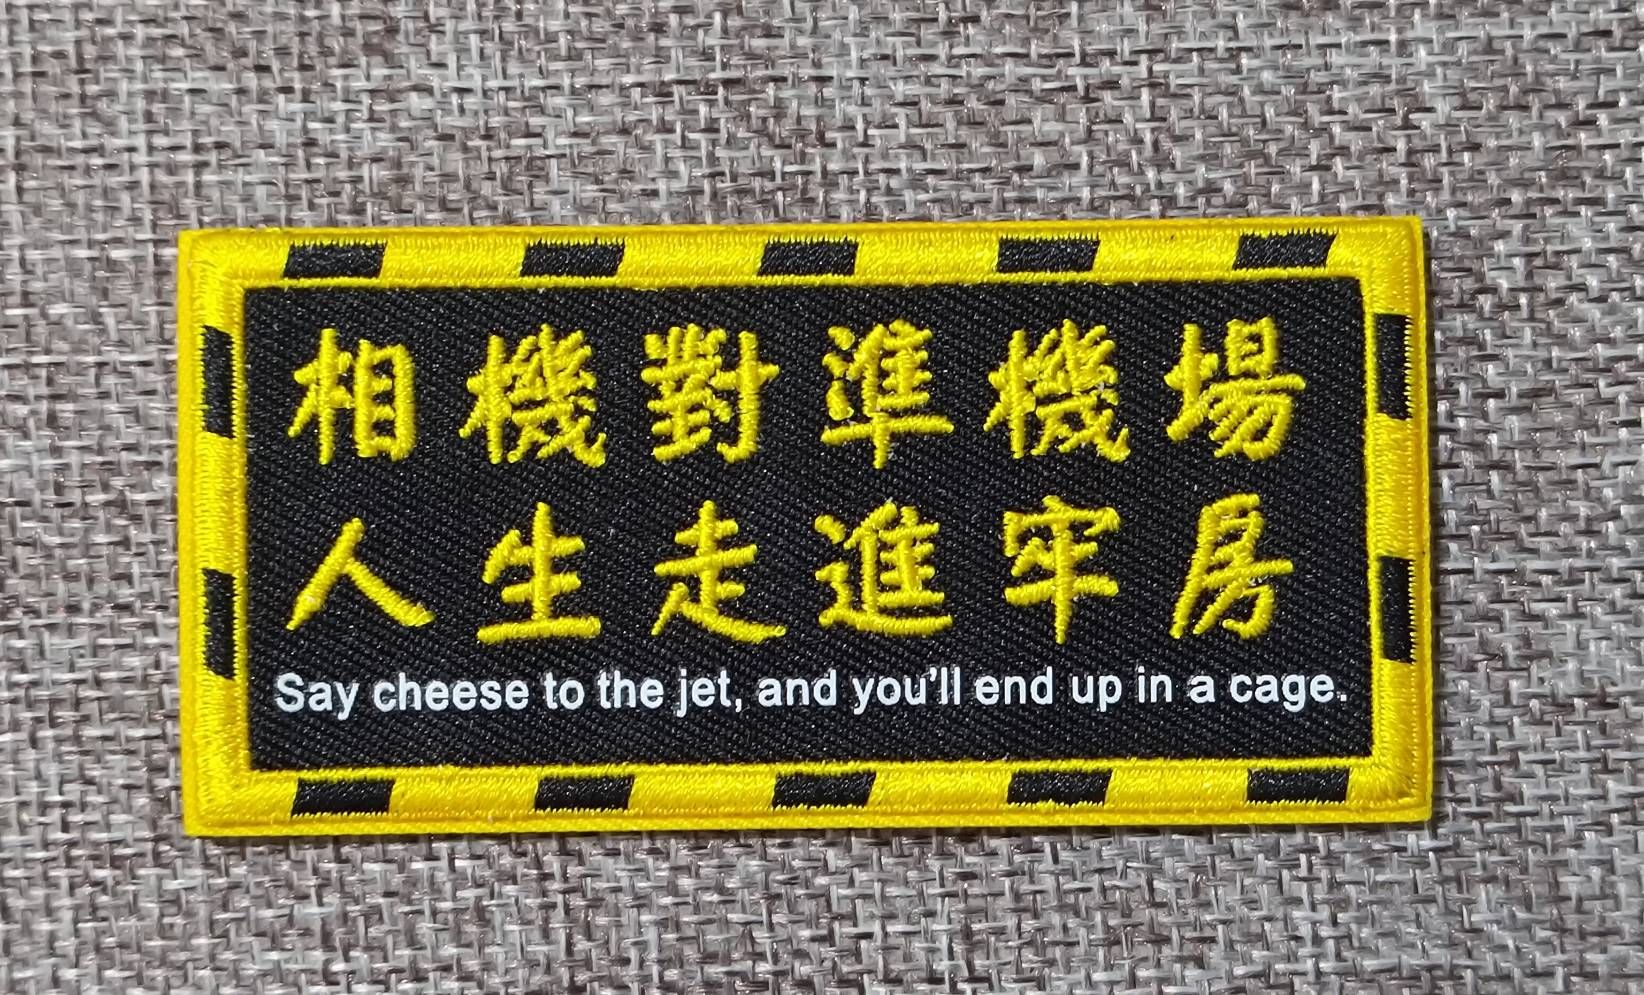 相機對準機場
人生走進牢房
Say cheese to the jet, and you'll end up in a cage.